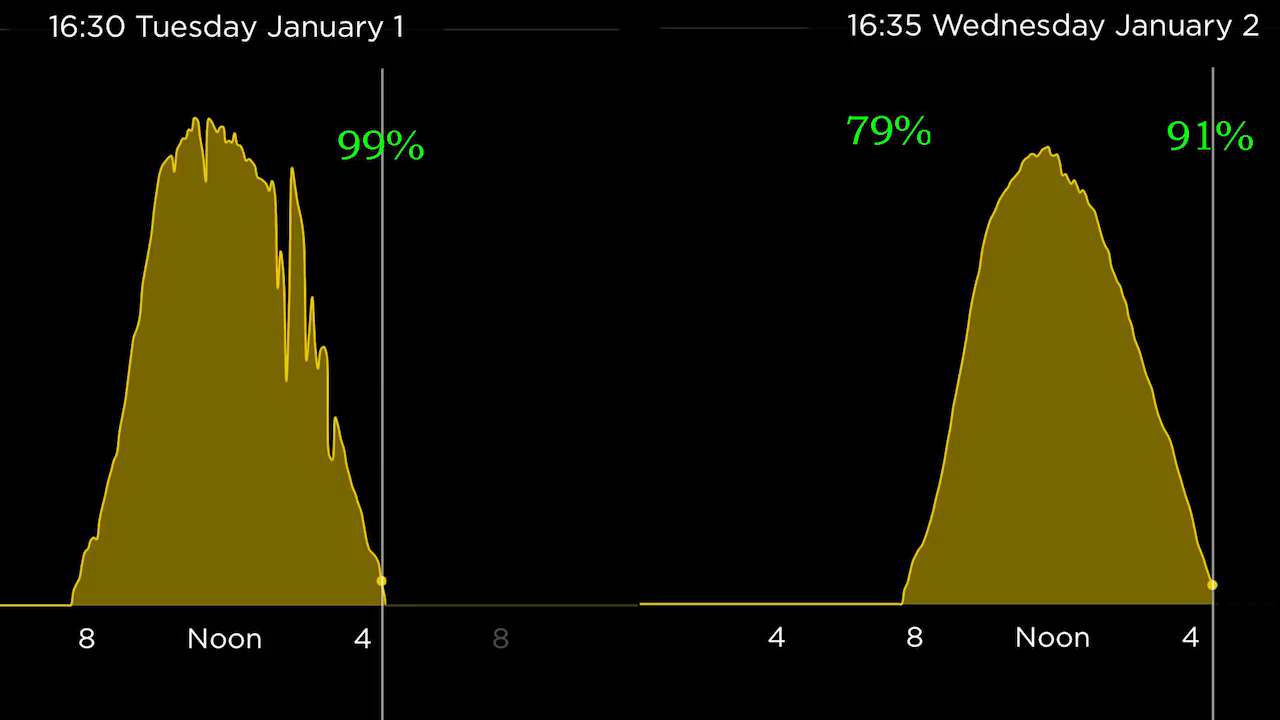 16:30 Tuesday January 1
99%
8 Noon 4 8
16:35 Wednesday January 2
79% 91%
4 8 Noon 4